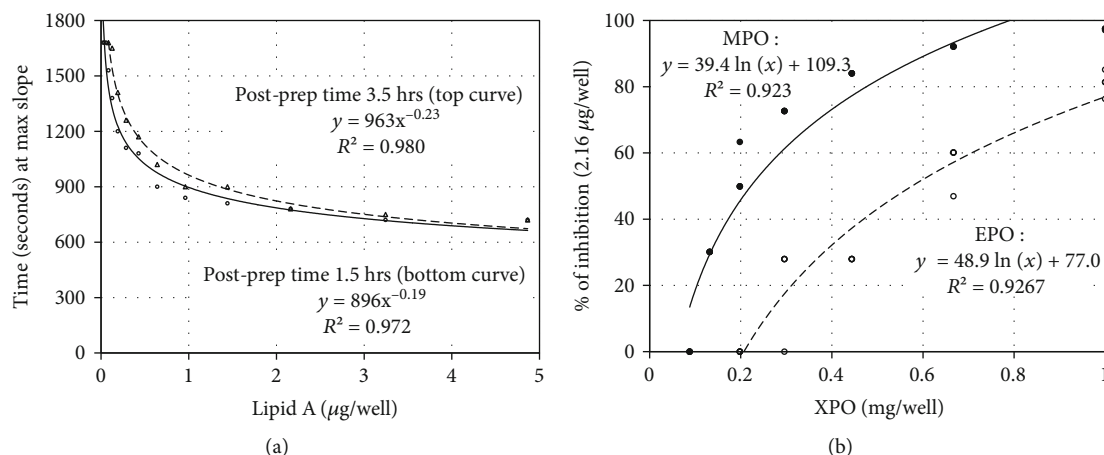 1800
1500
1200
900
600
300
0
Time (seconds) at max slope
Post-prep time 3.5 hrs (top curve)
y = 963x^{−0.23}
R² = 0.980
Post-prep time 1.5 hrs (bottom curve)
y = 896x^{−0.19}
R² = 0.972
0 1 2 3 4 5
Lipid A (μg/well)
(a)
100
80
60
40
20
0
% of inhibition (2.16 μg/well)
MPO :
y = 39.4 ln (x) + 109.3
R² = 0.923
EPO :
y = 48.9 ln (x) + 77.0
R² = 0.9267
0 0.2 0.4 0.6 0.8 1
XPO (mg/well)
(b)